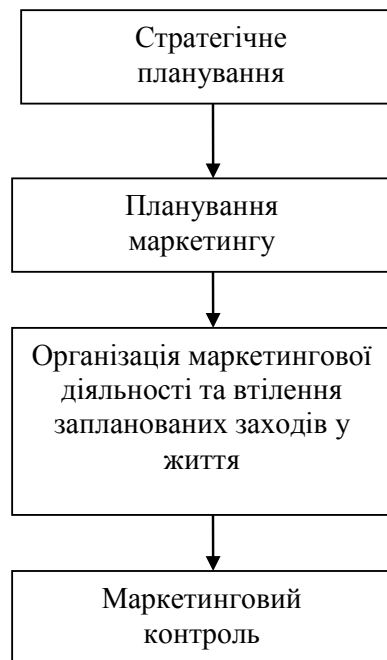 Стратегічне
планування
Планування
маркетингу
Організація маркетингової
діяльності та втілення
запланованих заходів у
життя
Маркетинговий
контроль